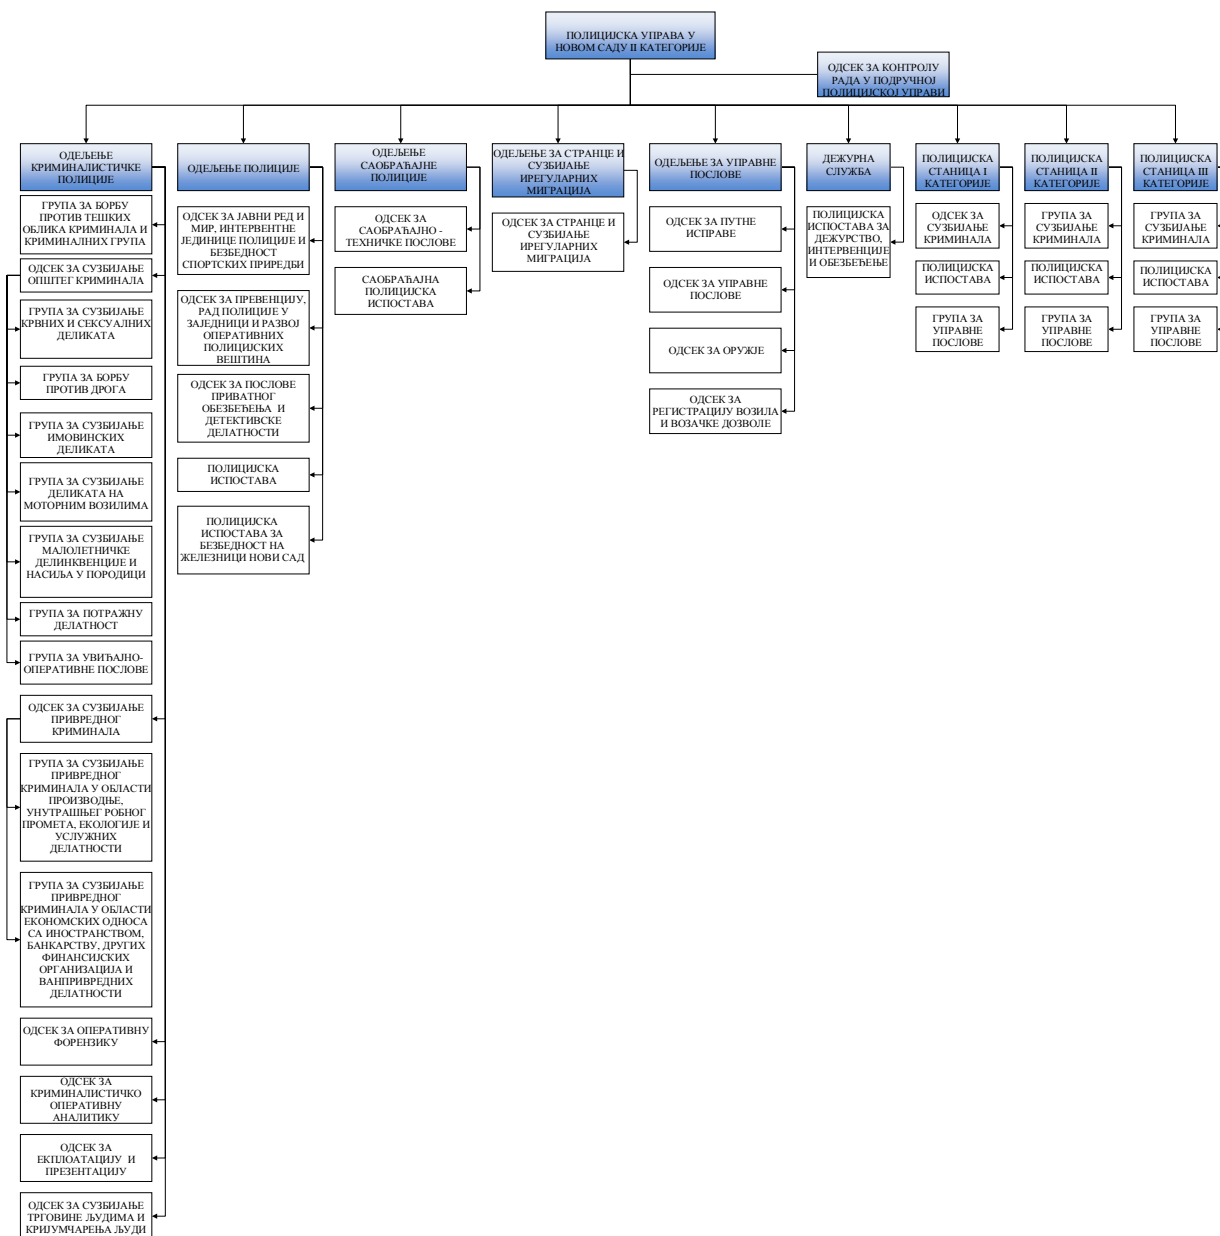 ПОЛИЦИЈСКА УПРАВА У
НОВОМ САДУ II КАТЕГОРИЈЕ
ОДСЕК ЗА КОНТРОЛУ
РАДА У ПОДРУЧНОЈ
ПОЛИЦИЈСКОЈ УПРАВИ
ОДЕЉЕЊЕ
КРИМИНАЛИСТИЧКЕ
ПОЛИЦИЈЕ
ГРУПА ЗА БОРБУ
ПРОТИВ ТЕШКИХ
ОБЛИКА КРИМИНАЛА И
КРИМИНАЛНИХ ГРУПА
ОДСЕК ЗА СУЗБИЈАЊЕ
ОПШТЕГ КРИМИНАЛА
ГРУПА ЗА СУЗБИЈАЊЕ
КРВНИХ И СЕКСУАЛНИХ
ДЕЛИКАТА
ГРУПА ЗА БОРБУ
ПРОТИВ ДРОГА
ГРУПА ЗА СУЗБИЈАЊЕ
ИМОВИНСКИХ
ДЕЛИКАТА
ГРУПА ЗА СУЗБИЈАЊЕ
ДЕЛИКАТА НА
МОТОРНИМ ВОЗИЛИМА
ГРУПА ЗА СУЗБИЈАЊЕ
МАЛОЛЕТНИЧКЕ
ДЕЛИНКВЕНЦИЈЕ И
НАСИЉА У ПОРОДИЦИ
ГРУПА ЗА ПОТРАЖНУ
ДЕЛАТНОСТ
ГРУПА ЗА УВИЂАЈНО-
ОПЕРАТИВНЕ ПОСЛОВЕ
ОДСЕК ЗА СУЗБИЈАЊЕ
ПРИВРЕДНОГ
КРИМИНАЛА
ГРУПА ЗА СУЗБИЈАЊЕ
ПРИВРЕДНОГ
КРИМИНАЛА У ОБЛАСТИ
ПРОИЗВОДЊЕ,
УНУТРАШЊЕГ РОБНОГ
ПРОМЕТА, ЕКОЛОГИЈЕ И
УСЛУЖНИХ
ДЕЛАТНОСТИ
ГРУПА ЗА СУЗБИЈАЊЕ
ПРИВРЕДНОГ
КРИМИНАЛА У ОБЛАСТИ
ЕКОНОМСКИХ ОДНОСА
СА ИНОСТРАНСТВОМ,
БАНКАРСТВУ, ДРУГИХ
ФИНАНСИЈСКИХ
ОРГАНИЗАЦИЈА И
ВАНПРИВРЕДНИХ
ДЕЛАТНОСТИ
ОДСЕК ЗА ОПЕРАТИВНУ
ФОРЕНЗИКУ
ОДСЕК ЗА
КРИМИНАЛИСТИЧКО
ОПЕРАТИВНУ
АНАЛИТИКУ
ОДСЕК ЗА
ЕКПЛОАТАЦИЈУ И
ПРЕЗЕНТАЦИЈУ
ОДСЕК ЗА СУЗБИЈАЊЕ
ТРГОВИНЕ ЉУДИМА И
КРИЈУМЧАРЕЊА ЉУДИ
ОДЕЉЕЊЕ ПОЛИЦИЈЕ
ОДСЕК ЗА ЈАВНИ РЕД И
МИР, ИНТЕРВЕНТНЕ
ЈЕДИНИЦЕ ПОЛИЦИЈЕ И
БЕЗБЕДНОСТ
СПОРТСКИХ ПРИРЕДБИ
ОДСЕК ЗА ПРЕВЕНЦИЈУ,
РАД ПОЛИЦИЈЕ У
ЗАЈЕДНИЦИ И РАЗВОЈ
ОПЕРАТИВНИХ
ПОЛИЦИЈСКИХ
ВЕШТИНА
ОДСЕК ЗА ПОСЛОВЕ
ПРИВАТНОГ
ОБЕЗБЕЂЕЊА И
ДЕТЕКТИВСКЕ
ДЕЛАТНОСТИ
ПОЛИЦИЈСКА
ИСПОСТАВА
ПОЛИЦИЈСКА
ИСПОСТАВА ЗА
БЕЗБЕДНОСТ НА
ЖЕЛЕЗНИЦИ НОВИ САД
ОДЕЉЕЊЕ
САОБРАЋАЈНЕ
ПОЛИЦИЈЕ
ОДСЕК ЗА
САОБРАЋАЈНО -
ТЕХНИЧКЕ ПОСЛОВЕ
САОБРАЋАЈНА
ПОЛИЦИЈСКА
ИСПОСТАВА
ОДЕЉЕЊЕ ЗА СТРАНЦЕ И
СУЗБИЈАЊЕ
ИРЕГУЛАРНИХ
МИГРАЦИЈА
ОДСЕК ЗА СТРАНЦЕ И
СУЗБИЈАЊЕ
ИРЕГУЛАРНИХ
МИГРАЦИЈА
ОДЕЉЕЊЕ ЗА УПРАВНЕ
ПОСЛОВЕ
ОДСЕК ЗА ПУТНЕ
ИСПРАВЕ
ОДСЕК ЗА УПРАВНЕ
ПОСЛОВЕ
ОДСЕК ЗА ОРУЖЈЕ
ОДСЕК ЗА
РЕГИСТРАЦИЈУ ВОЗИЛА
И ВОЗАЧКЕ ДОЗВОЛЕ
ДЕЖУРНА
СЛУЖБА
ПОЛИЦИЈСКА
ИСПОСТАВА ЗА
ДЕЖУРСТВО,
ИНТЕРВЕНЦИЈЕ
И ОБЕЗБЕЂЕЊЕ
ПОЛИЦИЈСКА
СТАНИЦА I
КАТЕГОРИЈЕ
ОДСЕК ЗА
СУЗБИЈАЊЕ
КРИМИНАЛА
ПОЛИЦИЈСКА
ИСПОСТАВА
ГРУПА ЗА
УПРАВНЕ
ПОСЛОВЕ
ПОЛИЦИЈСКА
СТАНИЦА II
КАТЕГОРИЈЕ
ГРУПА ЗА
СУЗБИЈАЊЕ
КРИМИНАЛА
ПОЛИЦИЈСКА
ИСПОСТАВА
ГРУПА ЗА
УПРАВНЕ
ПОСЛОВЕ
ПОЛИЦИЈСКА
СТАНИЦА III
КАТЕГОРИЈЕ
ГРУПА ЗА
СУЗБИЈАЊЕ
КРИМИНАЛА
ПОЛИЦИЈСКА
ИСПОСТАВА
ГРУПА ЗА
УПРАВНЕ
ПОСЛОВЕ